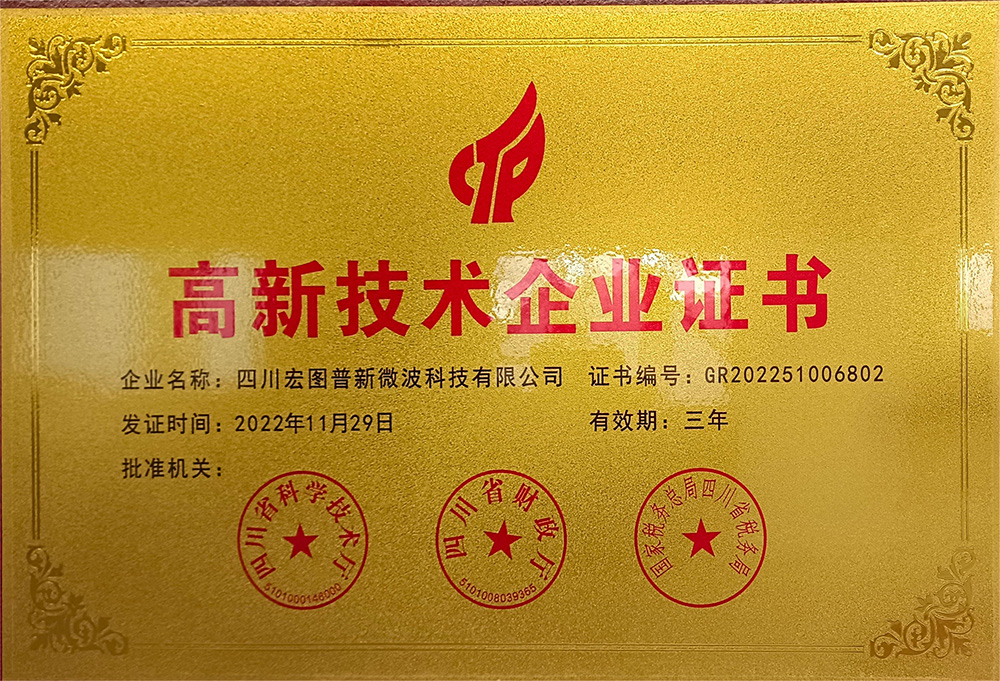 高新技术企业证书
企业名称：四川宏图普新微波科技有限公司 证书编号：GR202251006802
发证时间：2022年11月29日 有效期：三年
批准机关：
四川省科学技术厅
5101000146000
四川省财政厅
5101008039365
国家税务总局四川省税务局